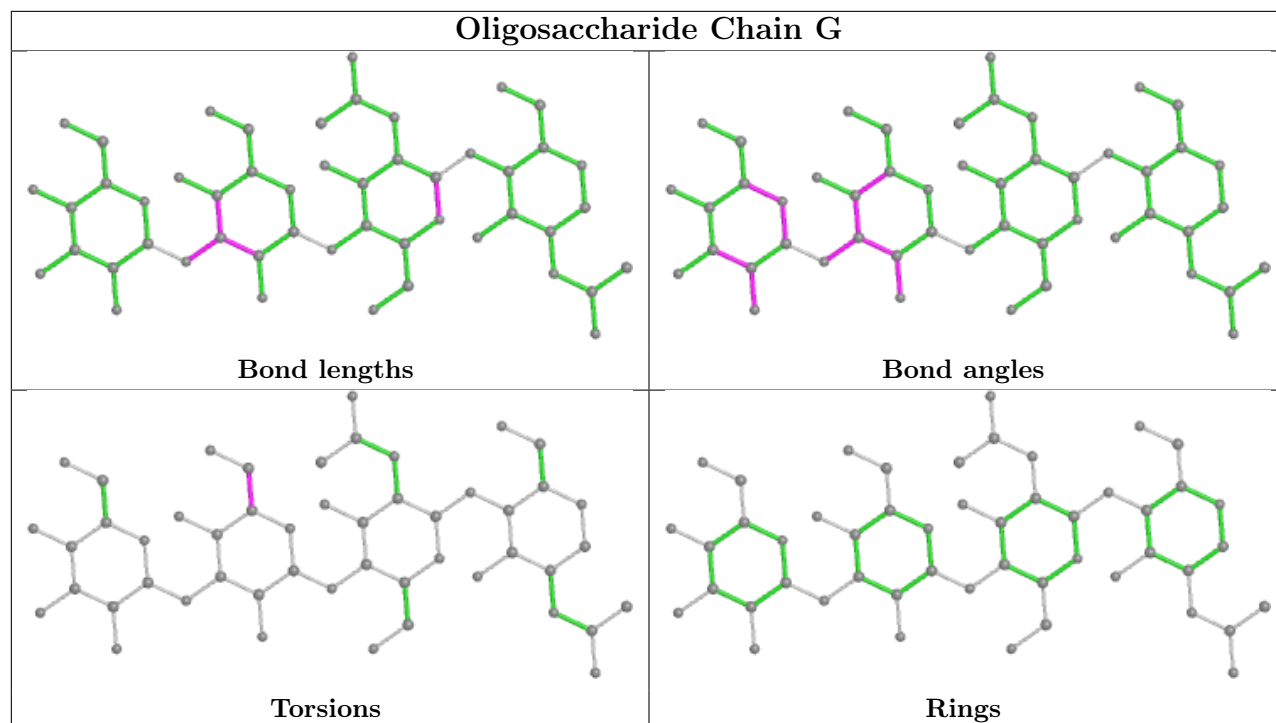 Oligosaccharide Chain G
Bond lengths
Bond angles
Torsions
Rings